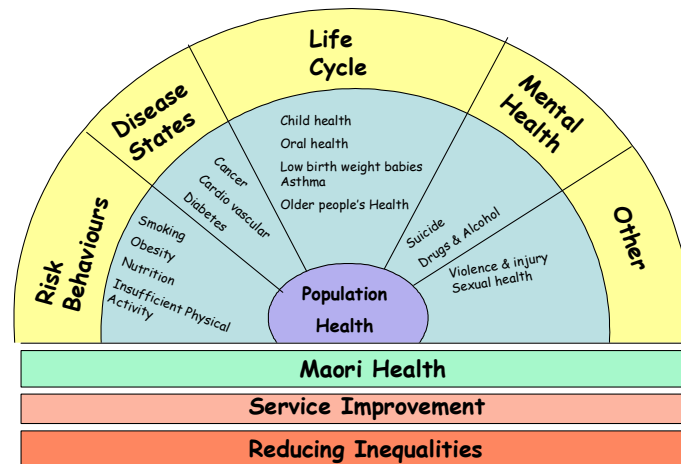 Risk
Behaviours
Disease
States
Life
Cycle
Mental
Health
Other
Smoking
Obesity
Nutrition
Insufficient Physical
Activity
Cancer
Cardio vascular
Diabetes
Child health
Oral health
Low birth weight babies
Asthma
Older people's Health
Suicide
Drugs & Alcohol
Violence & injury
Sexual health
Population
Health
Maori Health
Service Improvement
Reducing Inequalities